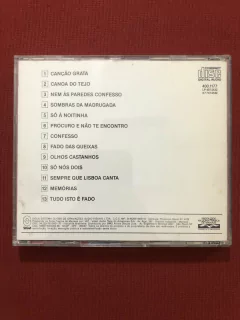 COMPACT
disc
DIGITAL AUDIO
1 CANÇÃO GRATA
2 CANOA DO TEJO
3 NEM ÀS PAREDES CONFESSO
4 SOMBRAS DA MADRUGADA
5 SÓ À NOITINHA
6 PROCURO E NÃO TE ENCONTRO
7 CONFESSO
8 FADO DAS QUEIXAS
9 OLHOS CASTANHOS
10 SÓ NÓS DOIS
11 SEMPRE QUE LISBOA CANTA
12 MEMÓRIAS
13 TUDO ISTO É FADO